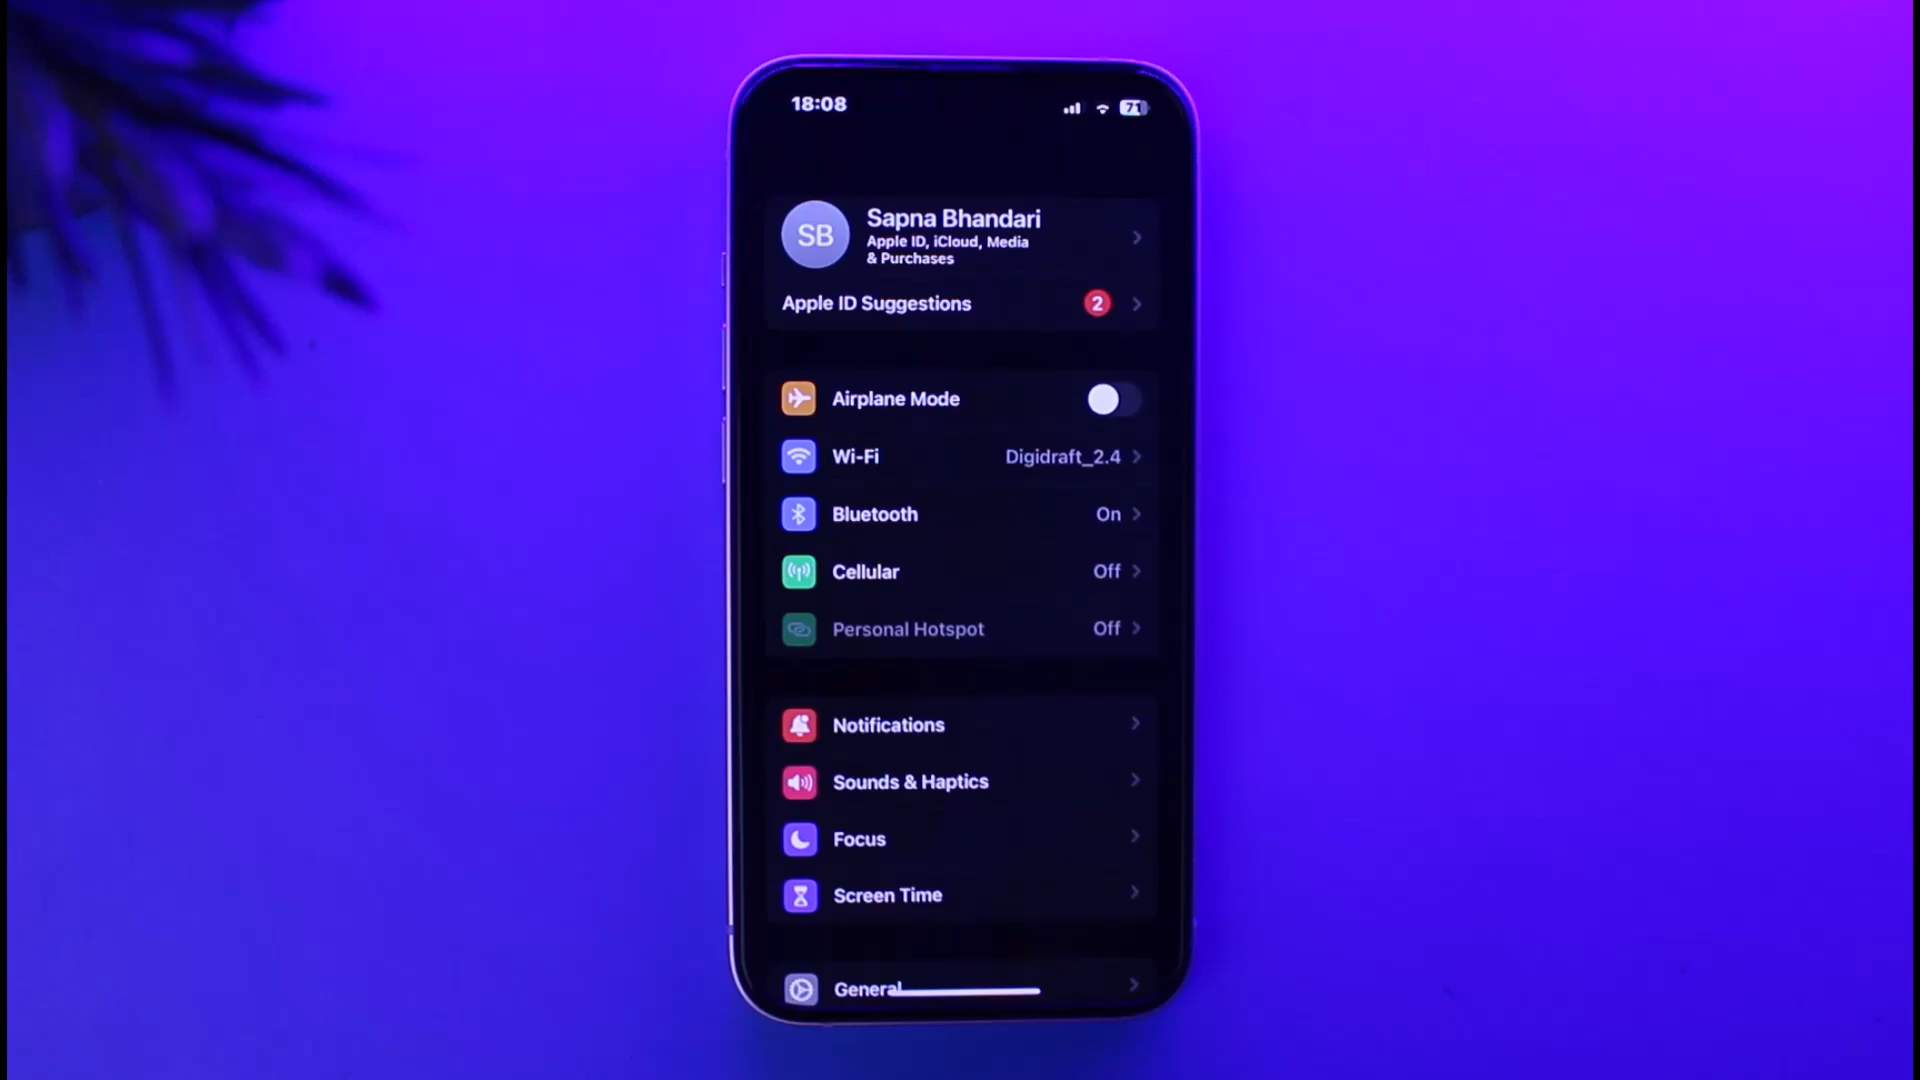 18:08
71
SB
Sapna Bhandari
Apple ID, iCloud, Media
& Purchases
Apple ID Suggestions 2
Airplane Mode
Wi-Fi Digidraft_2.4
Bluetooth On
Cellular Off
Personal Hotspot Off
Notifications
Sounds & Haptics
Focus
Screen Time
General